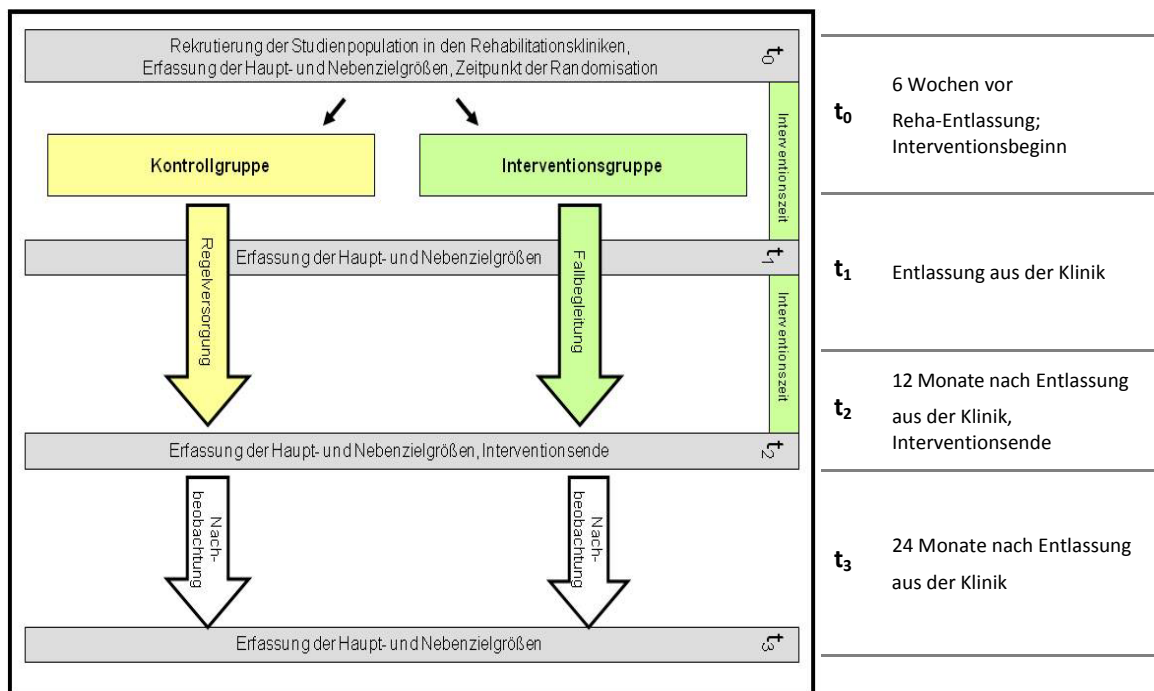 Rekrutierung der Studienpopulation in den Rehabilitationskliniken,
Erfassung der Haupt- und Nebenzielgrößen, Zeitpunkt der Randomisation
t0
Kontrollgruppe
Interventionsgruppe
Interventionszeit
Regelversorgung
Fallbegleitung
Erfassung der Haupt- und Nebenzielgrößen
t1
Interventionszeit
Erfassung der Haupt- und Nebenzielgrößen, Interventionsende
t2
Nach-
beobachtung
Nach-
beobachtung
Erfassung der Haupt- und Nebenzielgrößen
t3
t0
6 Wochen vor
Reha-Entlassung;
Interventionsbeginn
t1
Entlassung aus der Klinik
t2
12 Monate nach Entlassung
aus der Klinik,
Interventionsende
t3
24 Monate nach Entlassung
aus der Klinik